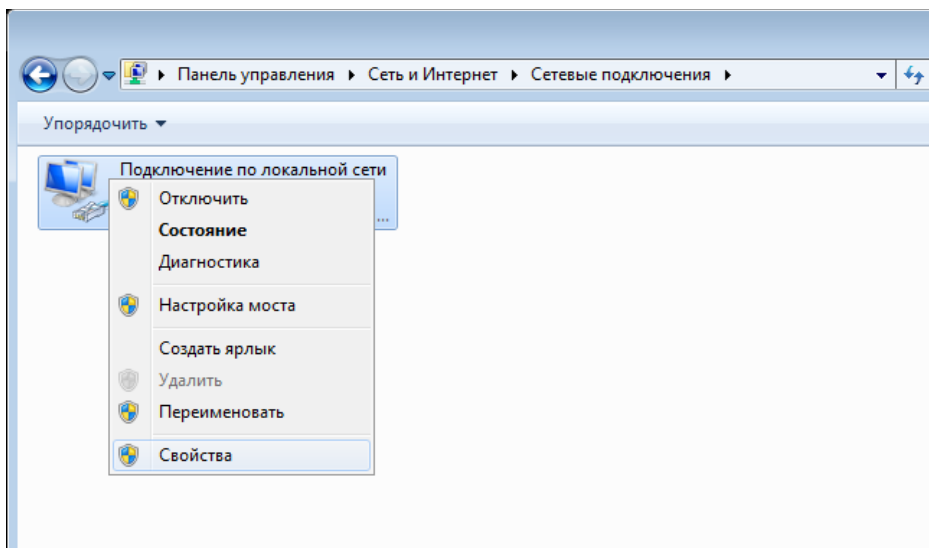 Панель управления Сеть и Интернет Сетевые подключения
Упорядочить
Подключение по локальной сети
Отключить
...
Состояние
Диагностика
Настройка моста
Создать ярлык
Удалить
Переименовать
Свойства